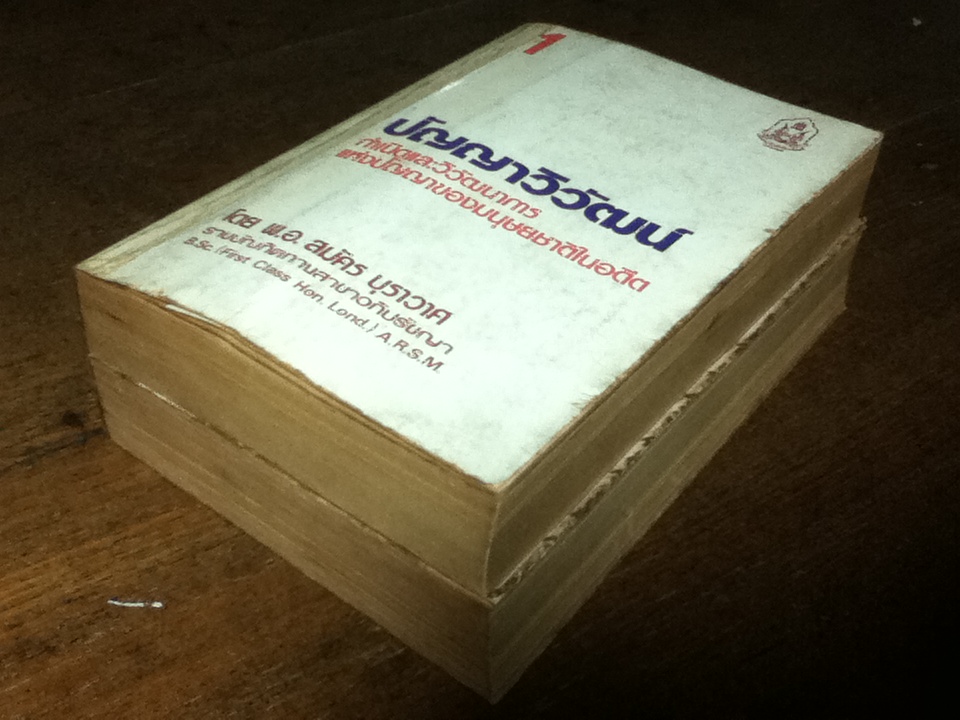 1
ปัญญาวิวัฒน์
กำเนิดและวิวัฒนาการ
แห่งปัญญาของมนุษยชาติในอดีต
โดย พ.อ. สมัคร บุราวาศ
ราชบัณฑิตทางสาขาอภิปรัชญา
B.Sc. (First Class Hon. Lond.) A.R.S.M.